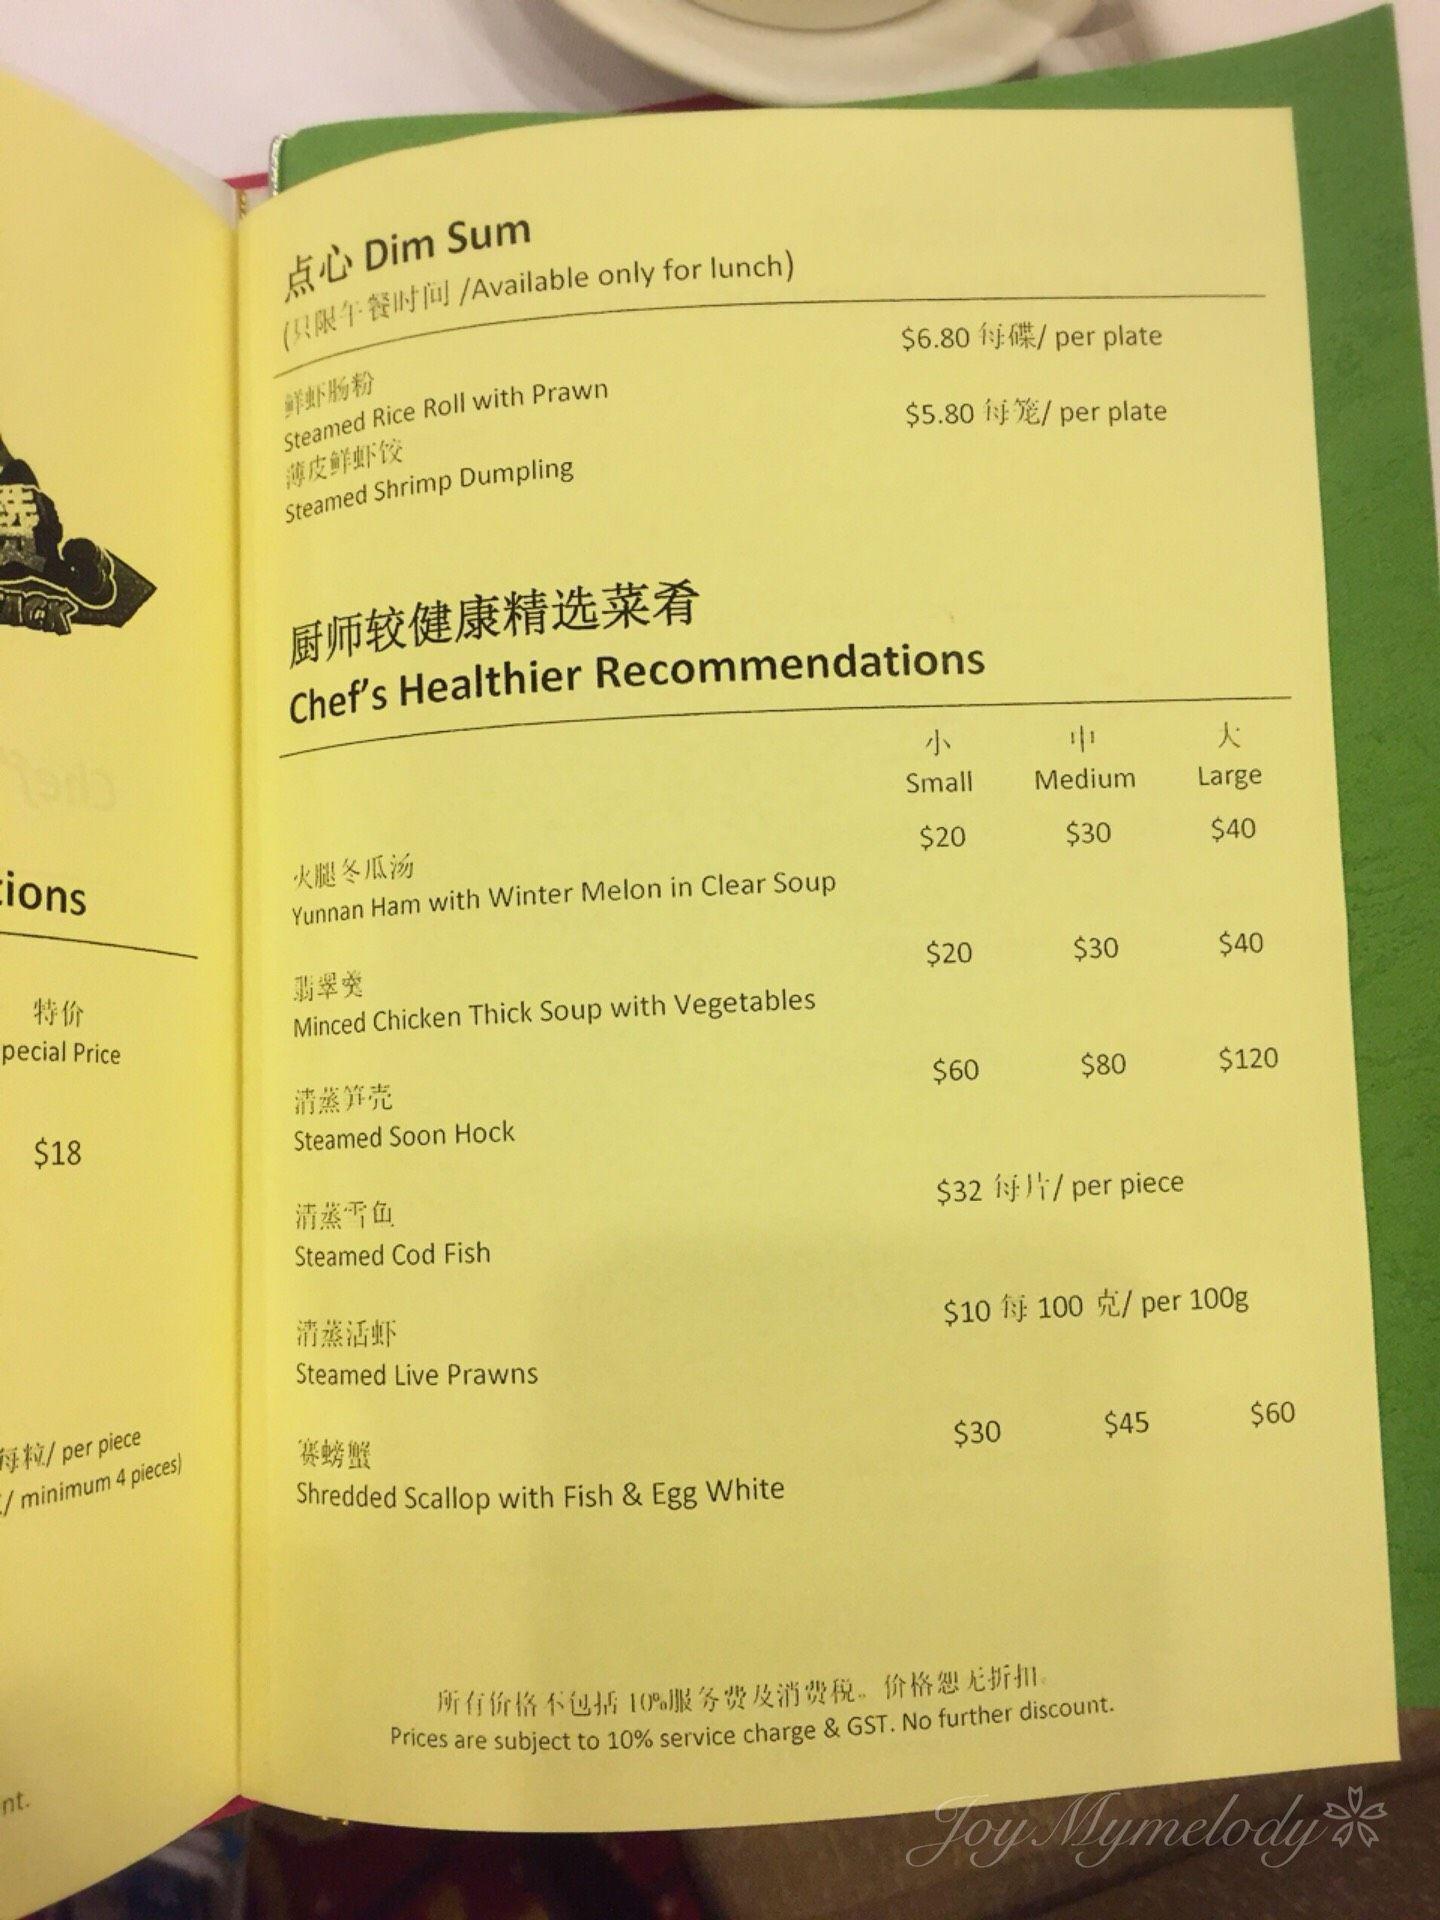 点心 Dim Sum
(只限午餐时间 /Available only for lunch)
鲜虾肠粉
Steamed Rice Roll with Prawn
$6.80 每碟/ per plate
薄皮鲜虾饺
Steamed Shrimp Dumpling
$5.80 每笼/ per plate
厨师较健康精选菜肴
Chef's Healthier Recommendations
小 中 大
Small Medium Large
火腿冬瓜汤
Yunnan Ham with Winter Melon in Clear Soup
$20 $30 $40
翡翠羹
Minced Chicken Thick Soup with Vegetables
$20 $30 $40
清蒸笋壳
Steamed Soon Hock
$60 $80 $120
清蒸雪鱼
Steamed Cod Fish
$32 每片/ per piece
清蒸活虾
Steamed Live Prawns
$10 每 100 克/ per 100g
赛螃蟹
Shredded Scallop with Fish & Egg White
$30 $45 $60
所有价格不包括 10%服务费及消费税。价格恕无折扣。
Prices are subject to 10% service charge & GST. No further discount.
选
tions
特价
pecial Price
$18
每粒/ per piece
/ minimum 4 pieces)
nt.
JoyMymelody